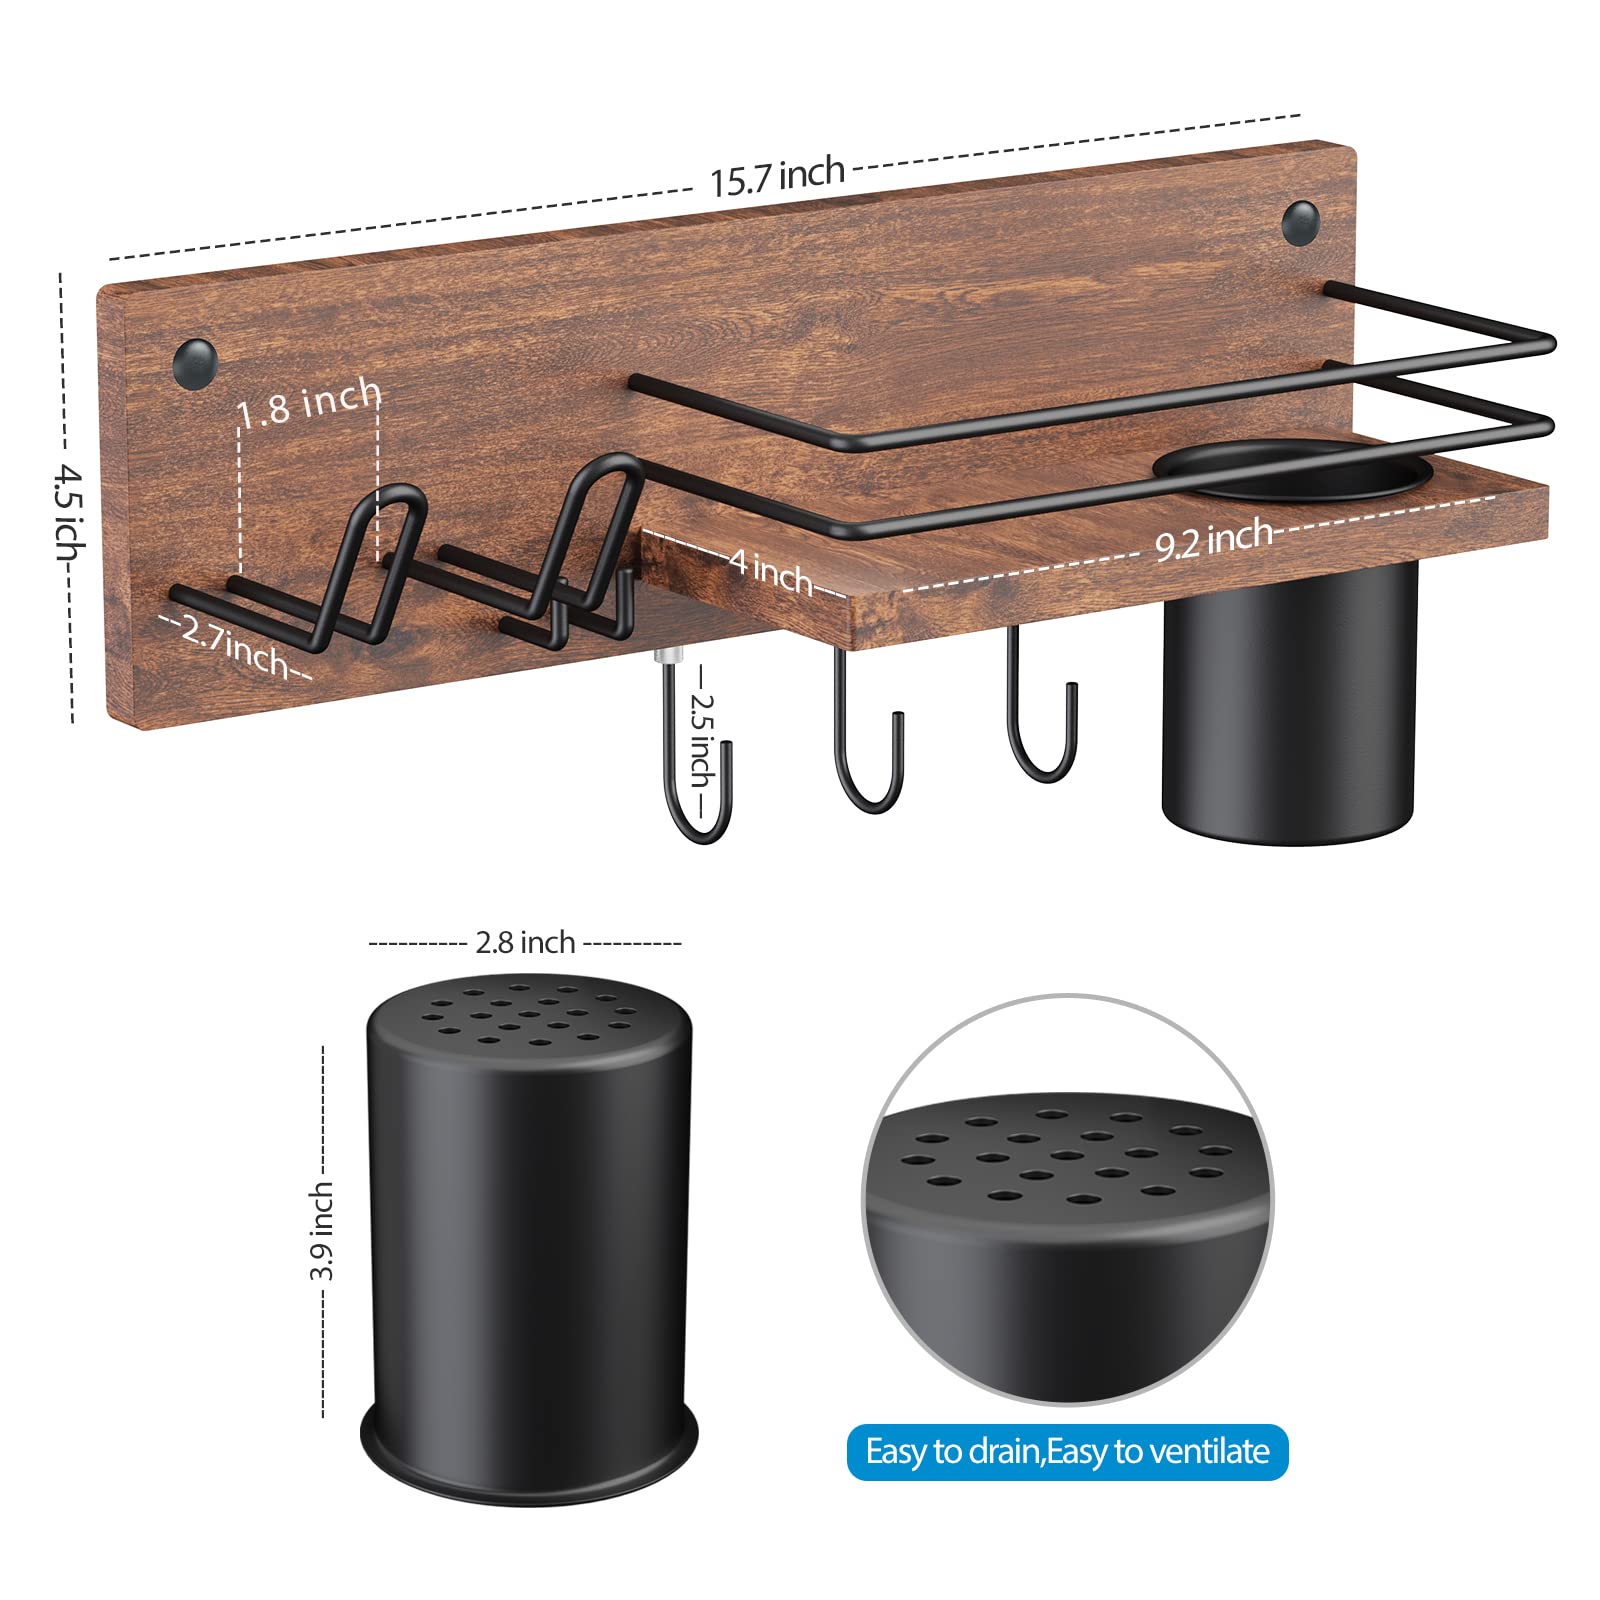 15.7 inch
4.5 ich
1.8 inch
2.7inch
4 inch
9.2 inch
2.5 inch
2.8 inch
3.9 inch
Easy to drain,Easy to ventilate